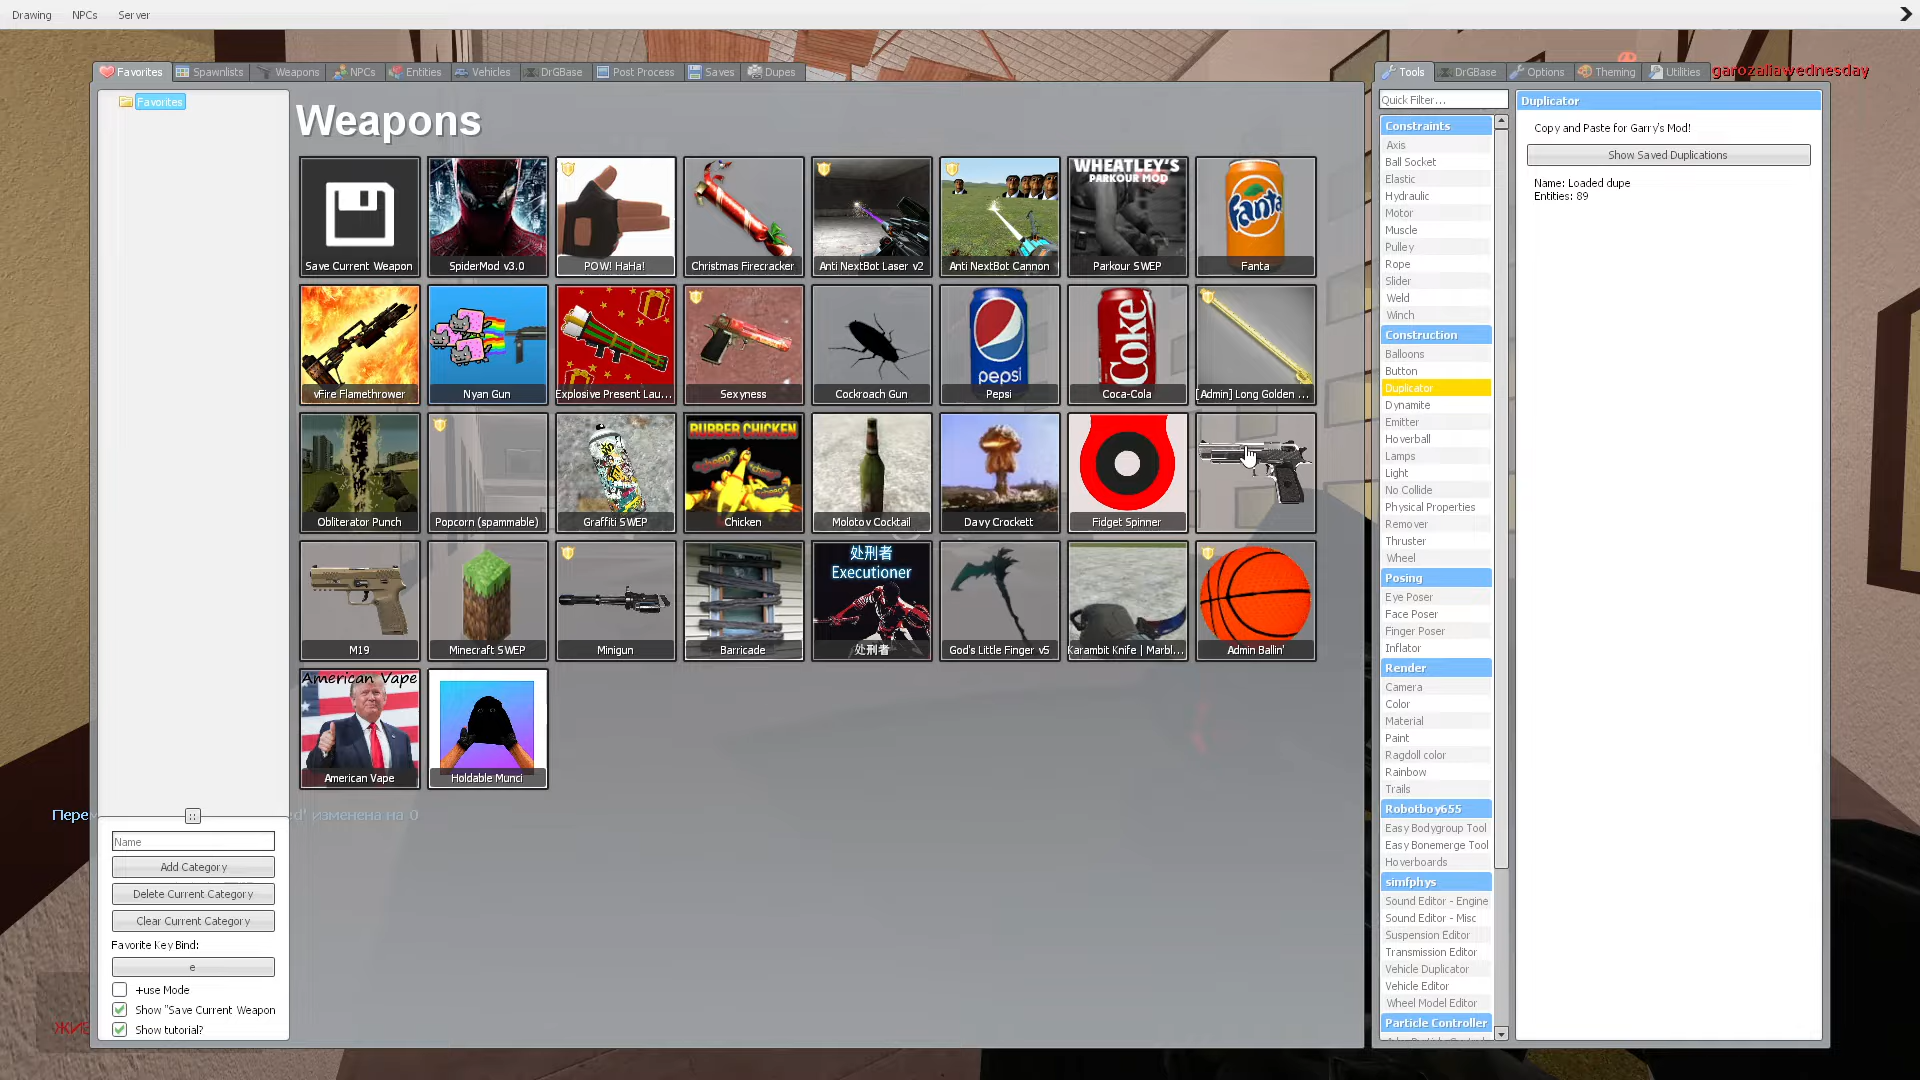 Drawing NPCs Server
Favorites Spawnlists Weapons NPCs Entities Vehicles DrGBase Post Process Saves Dupes
Tools DrGBase Options Theming Utilities garozaliawednesday
Favorites
Weapons
Save Current Weapon
SpiderMod v3.0
POW! HaHa!
Christmas Firecracker
Anti NextBot Laser v2
Anti NextBot Cannon
WHEATLEY'S
PARKOUR MOD
Parkour SWEP
Fanta
Fanta
vFire Flamethrower
Nyan Gun
Explosive Present Lau...
Sexyness
Cockroach Gun
pepsi
Pepsi
Coke
Coca-Cola
[Admin] Long Golden ...
Obliterator Punch
Popcorn (spammable)
Graffiti SWEP
RUBBER CHICKEN
Chicken
Molotov Cocktail
Davy Crockett
Fidget Spinner
M19
Minecraft SWEP
Minigun
Barricade
处刑者
Executioner
处刑者
God's Little Finger v5
Karambit Knife | Marbl...
Admin Ballin'
American Vape
American Vape
Holdable Munci
Пере
d' изменена на 0
Name
Add Category
Delete Current Category
Clear Current Category
Favorite Key Bind:
e
+use Mode
Show "Save Current Weapon
Show tutorial?
Quick Filter...
Constraints
Axis
Ball Socket
Elastic
Hydraulic
Motor
Muscle
Pulley
Rope
Slider
Weld
Winch
Construction
Balloons
Button
Duplicator
Dynamite
Emitter
Hoverball
Lamps
Light
No Collide
Physical Properties
Remover
Thruster
Wheel
Posing
Eye Poser
Face Poser
Finger Poser
Inflator
Render
Camera
Color
Material
Paint
Ragdoll color
Rainbow
Trails
Robotboy655
Easy Bodygroup Tool
Easy Bonemerge Tool
Hoverboards
simfphys
Sound Editor - Engine
Sound Editor - Misc
Suspension Editor
Transmission Editor
Vehicle Duplicator
Vehicle Editor
Wheel Model Editor
Particle Controller
Duplicator
Copy and Paste for Garry's Mod!
Show Saved Duplications
Name: Loaded dupe
Entities: 89